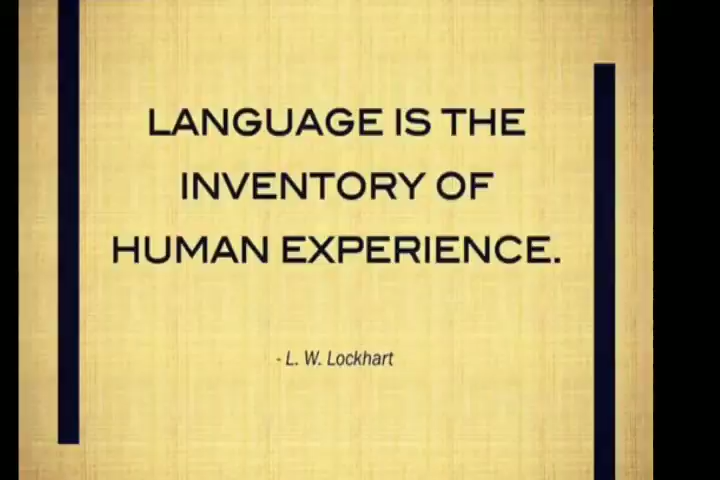 LANGUAGE IS THE
INVENTORY OF
HUMAN EXPERIENCE.
- L. W. Lockhart